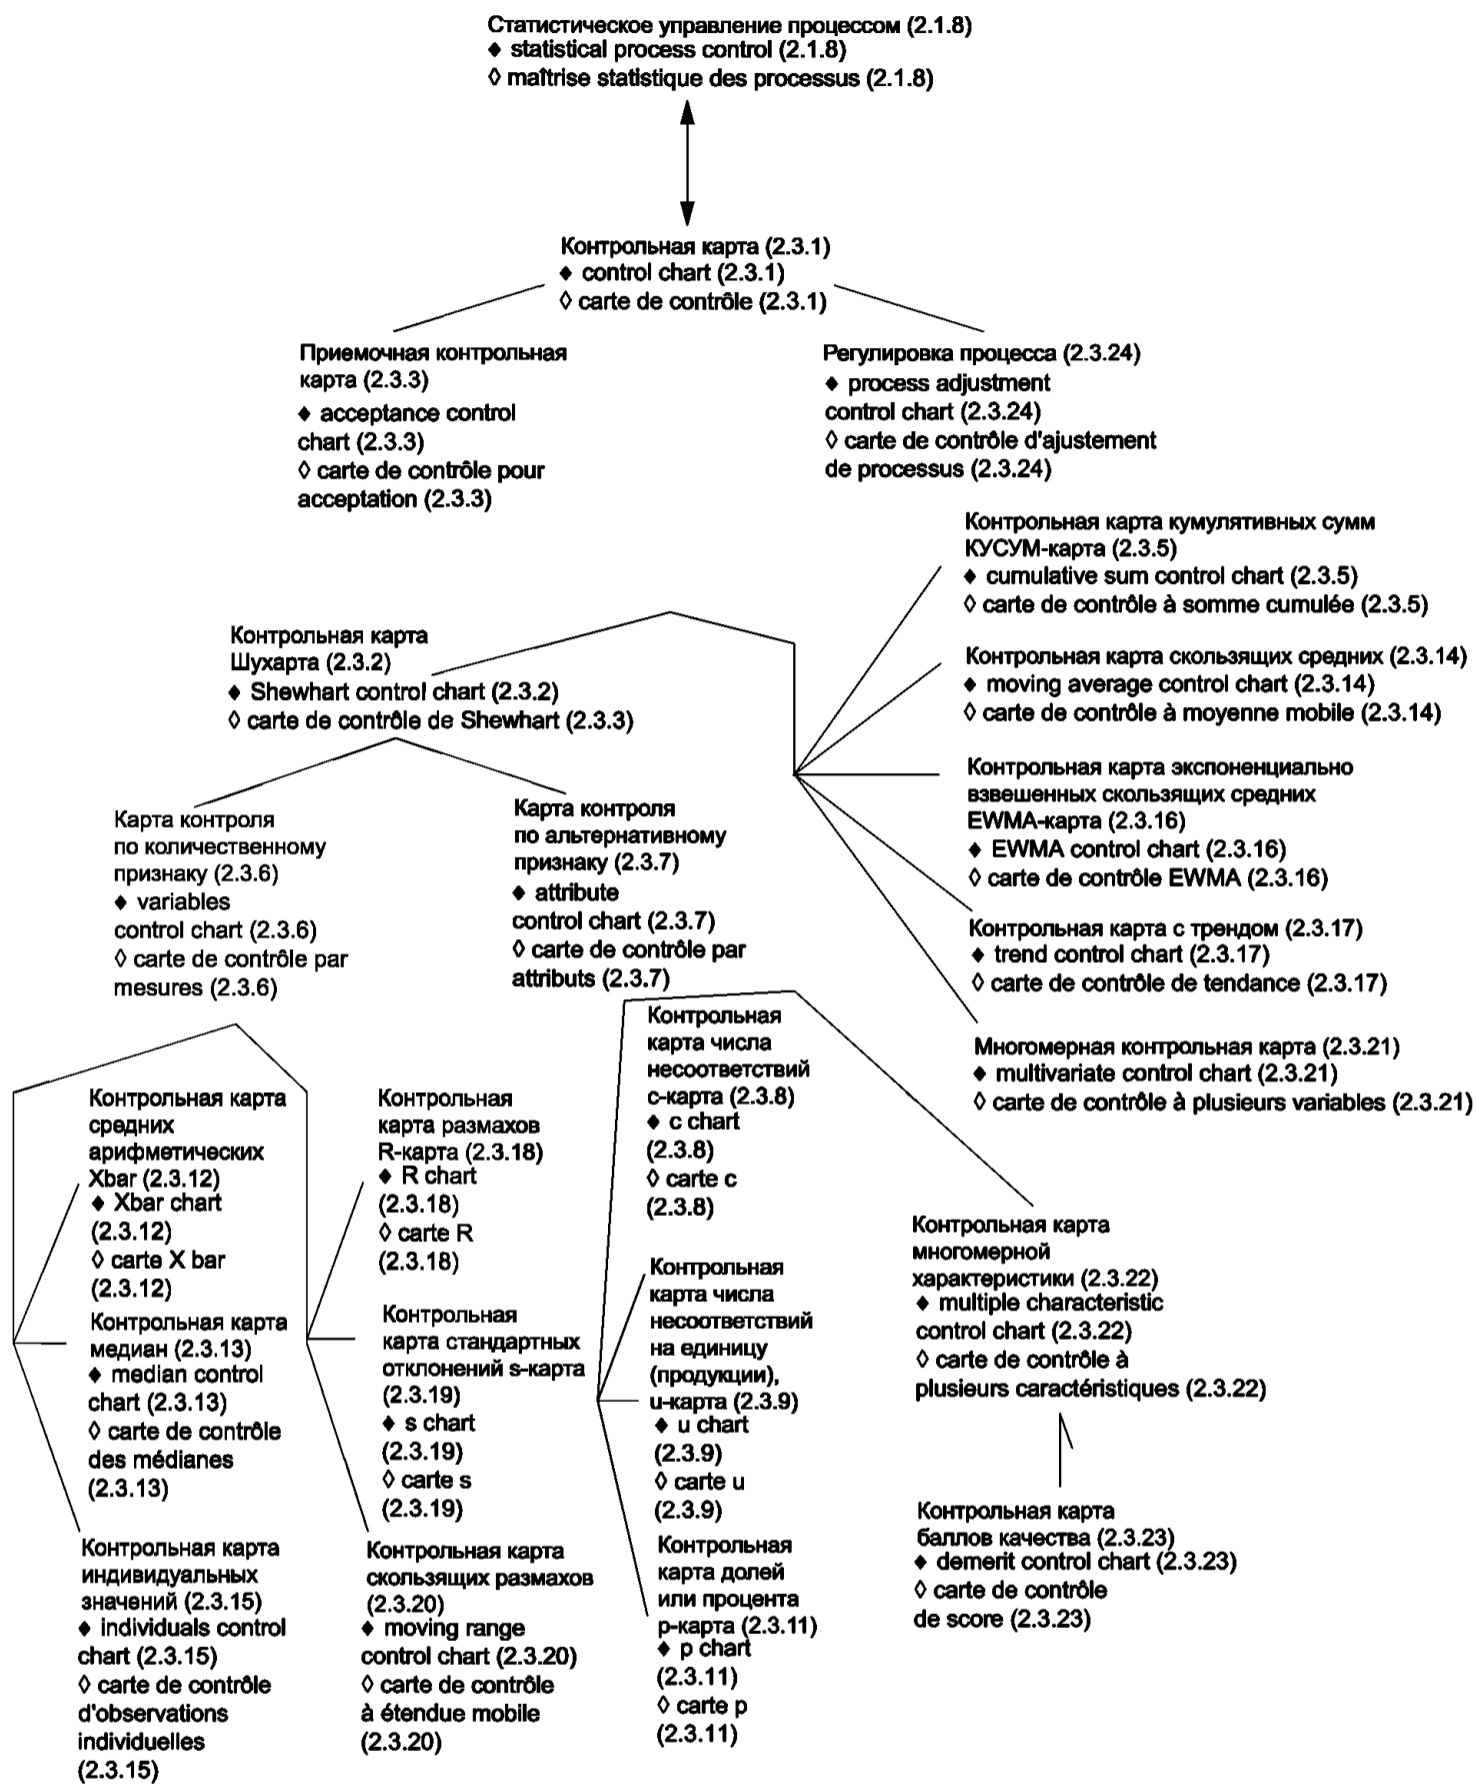 Статистическое управление процессом (2.1.8)
♦ statistical process control (2.1.8)
◊ maîtrise statistique des processus (2.1.8)
Контрольная карта (2.3.1)
♦ control chart (2.3.1)
◊ carte de contrôle (2.3.1)
Приемочная контрольная
карта (2.3.3)
♦ acceptance control
chart (2.3.3)
◊ carte de contrôle pour
acceptation (2.3.3)
Регулировка процесса (2.3.24)
♦ process adjustment
control chart (2.3.24)
◊ carte de contrôle d'ajustement
de processus (2.3.24)
Контрольная карта кумулятивных сумм
КУСУМ-карта (2.3.5)
♦ cumulative sum control chart (2.3.5)
◊ carte de contrôle à somme cumulée (2.3.5)
Контрольная карта
Шухарта (2.3.2)
♦ Shewhart control chart (2.3.2)
◊ carte de contrôle de Shewhart (2.3.3)
Контрольная карта скользящих средних (2.3.14)
♦ moving average control chart (2.3.14)
◊ carte de contrôle à moyenne mobile (2.3.14)
Контрольная карта экспоненциально
взвешенных скользящих средних
EWMA-карта (2.3.16)
♦ EWMA control chart (2.3.16)
◊ carte de contrôle EWMA (2.3.16)
Контрольная карта с трендом (2.3.17)
♦ trend control chart (2.3.17)
◊ carte de contrôle de tendance (2.3.17)
Многомерная контрольная карта (2.3.21)
♦ multivariate control chart (2.3.21)
◊ carte de contrôle à plusieurs variables (2.3.21)
Карта контроля
по количественному
признаку (2.3.6)
♦ variables
control chart (2.3.6)
◊ carte de contrôle par
mesures (2.3.6)
Карта контроля
по альтернативному
признаку (2.3.7)
♦ attribute
control chart (2.3.7)
◊ carte de contrôle par
attributs (2.3.7)
Контрольная карта
средних
арифметических
Xbar (2.3.12)
♦ Xbar chart
(2.3.12)
◊ carte X bar
(2.3.12)
Контрольная карта
медиан (2.3.13)
♦ median control
chart (2.3.13)
◊ carte de contrôle
des médianes
(2.3.13)
Контрольная карта
индивидуальных
значений (2.3.15)
♦ individuals control
chart (2.3.15)
◊ carte de contrôle
d'observations
individuelles
(2.3.15)
Контрольная
карта размахов
R-карта (2.3.18)
♦ R chart
(2.3.18)
◊ carte R
(2.3.18)
Контрольная
карта стандартных
отклонений s-карта
(2.3.19)
♦ s chart
(2.3.19)
◊ carte s
(2.3.19)
Контрольная карта
скользящих размахов
(2.3.20)
♦ moving range
control chart (2.3.20)
◊ carte de contrôle
à étendue mobile
(2.3.20)
Контрольная
карта числа
несоответствий
c-карта (2.3.8)
♦ c chart
(2.3.8)
◊ carte c
(2.3.8)
Контрольная
карта числа
несоответствий
на единицу
(продукции),
u-карта (2.3.9)
♦ u chart
(2.3.9)
◊ carte u
(2.3.9)
Контрольная
карта долей
или процента
p-карта (2.3.11)
♦ p chart
(2.3.11)
◊ carte p
(2.3.11)
Контрольная карта
многомерной
характеристики (2.3.22)
♦ multiple characteristic
control chart (2.3.22)
◊ carte de contrôle à
plusieurs caractéristiques (2.3.22)
Контрольная карта
баллов качества (2.3.23)
♦ demerit control chart (2.3.23)
◊ carte de contrôle
de score (2.3.23)